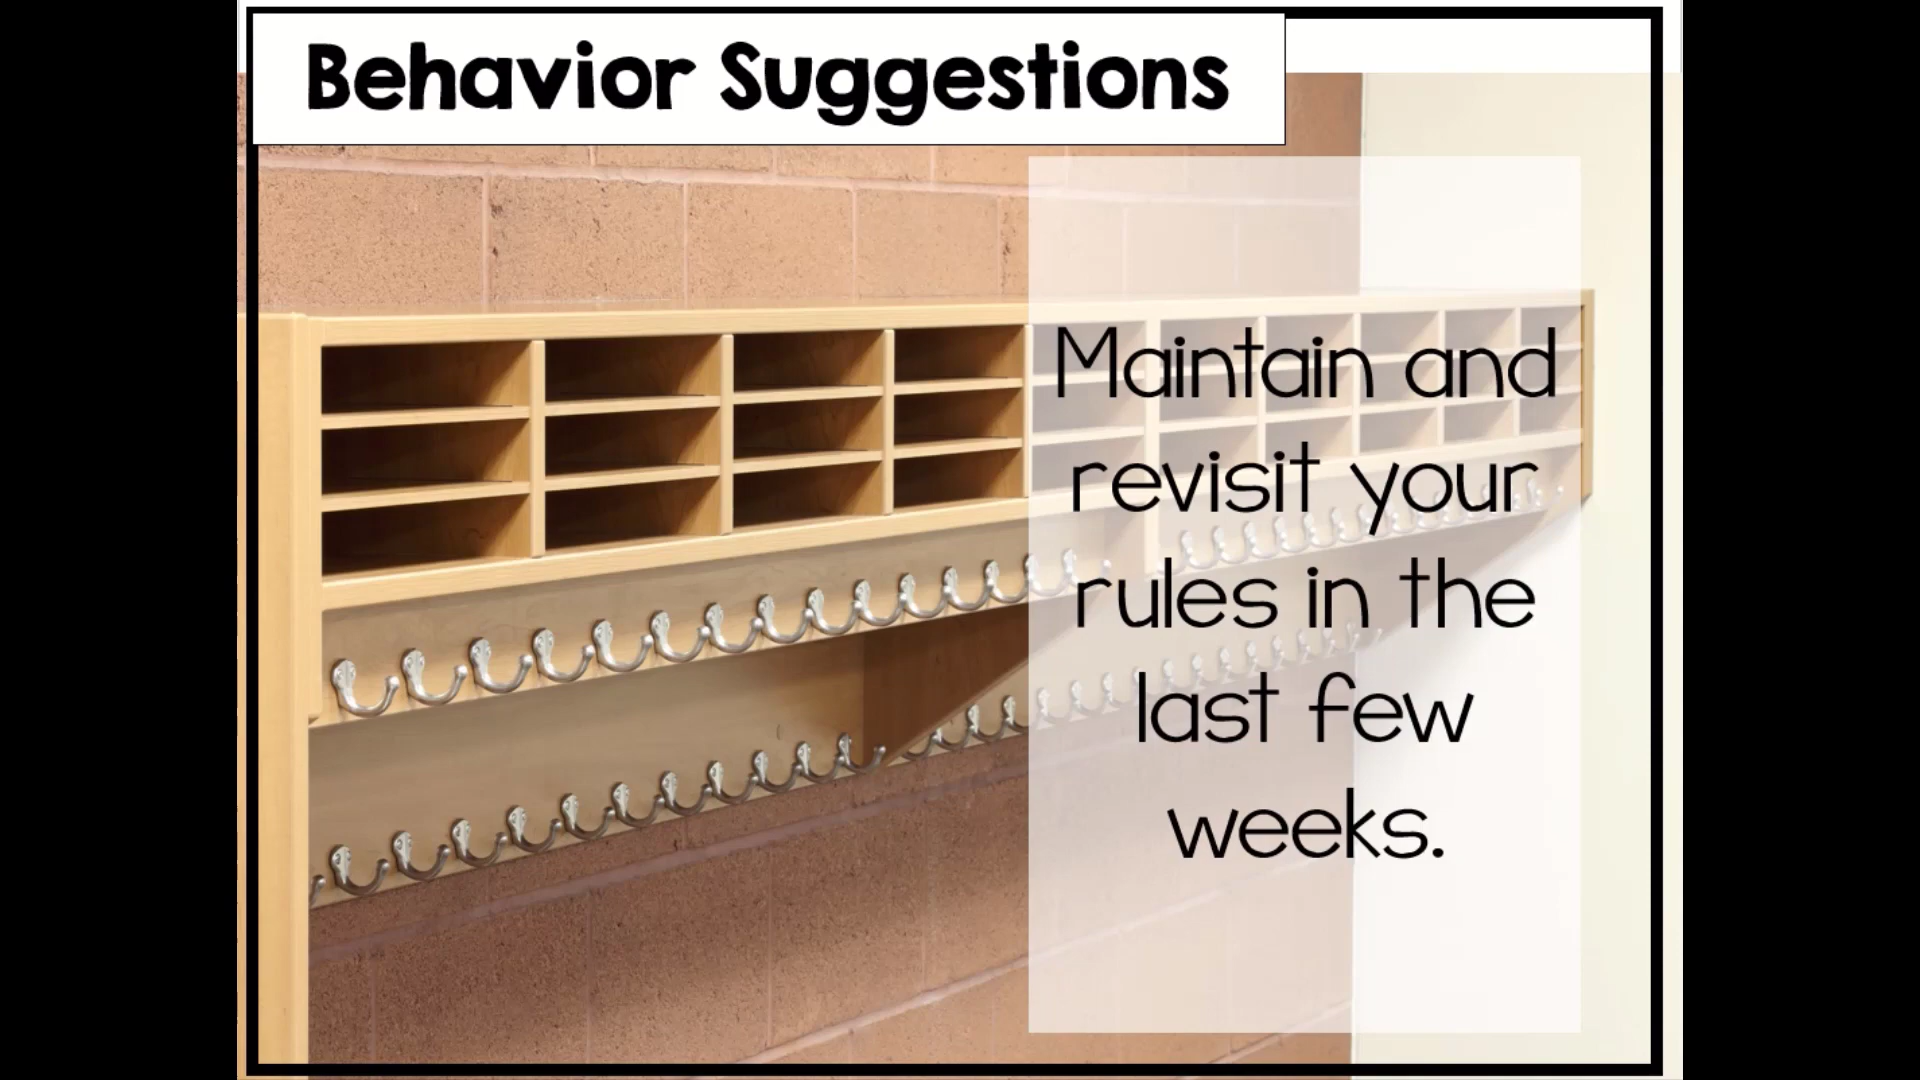 Behavior Suggestions
Maintain and
revisit your
rules in the
last few
weeks.